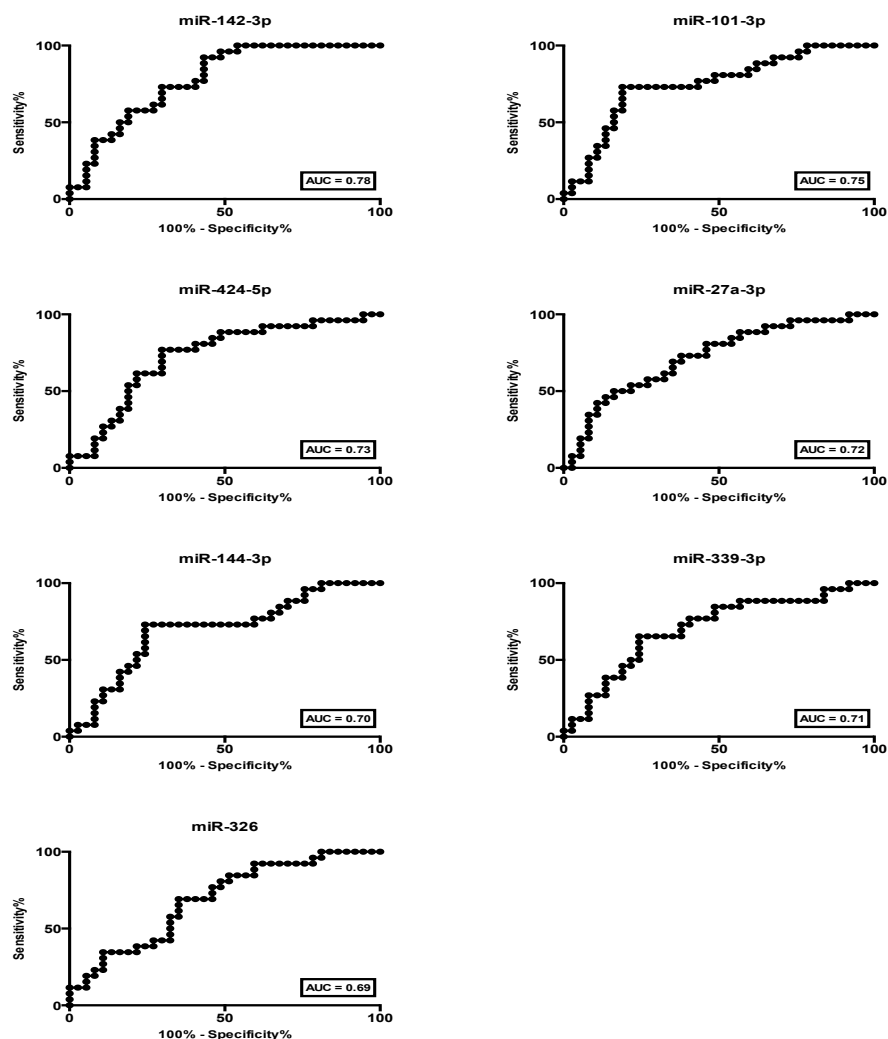 miR-142-3p
100
50
0
Sensitivity%
AUC = 0.78
0 50 100
100% - Specificity%
miR-101-3p
100
50
0
Sensitivity%
AUC = 0.75
0 50 100
100% - Specificity%
miR-424-5p
100
50
0
Sensitivity%
AUC = 0.73
0 50 100
100% - Specificity%
miR-27a-3p
100
50
0
Sensitivity%
AUC = 0.72
0 50 100
100% - Specificity%
miR-144-3p
100
50
0
Sensitivity%
AUC = 0.70
0 50 100
100% - Specificity%
miR-339-3p
100
50
0
Sensitivity%
AUC = 0.71
0 50 100
100% - Specificity%
miR-326
100
50
0
Sensitivity%
AUC = 0.69
0 50 100
100% - Specificity%